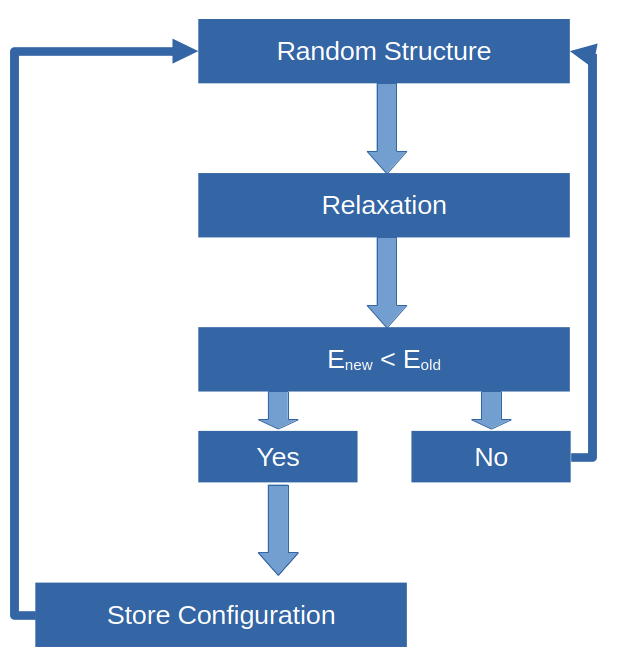 Random Structure
Relaxation
Enew < Eold
Yes
No
Store Configuration